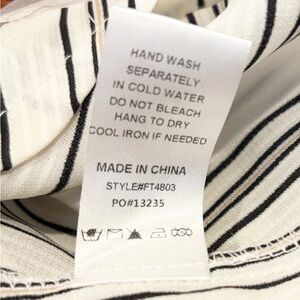 HAND WASH
SEPARATELY
IN COLD WATER
DO NOT BLEACH
HANG TO DRY
COOL IRON IF NEEDED
MADE IN CHINA
STYLE#FT4803
PO#13235